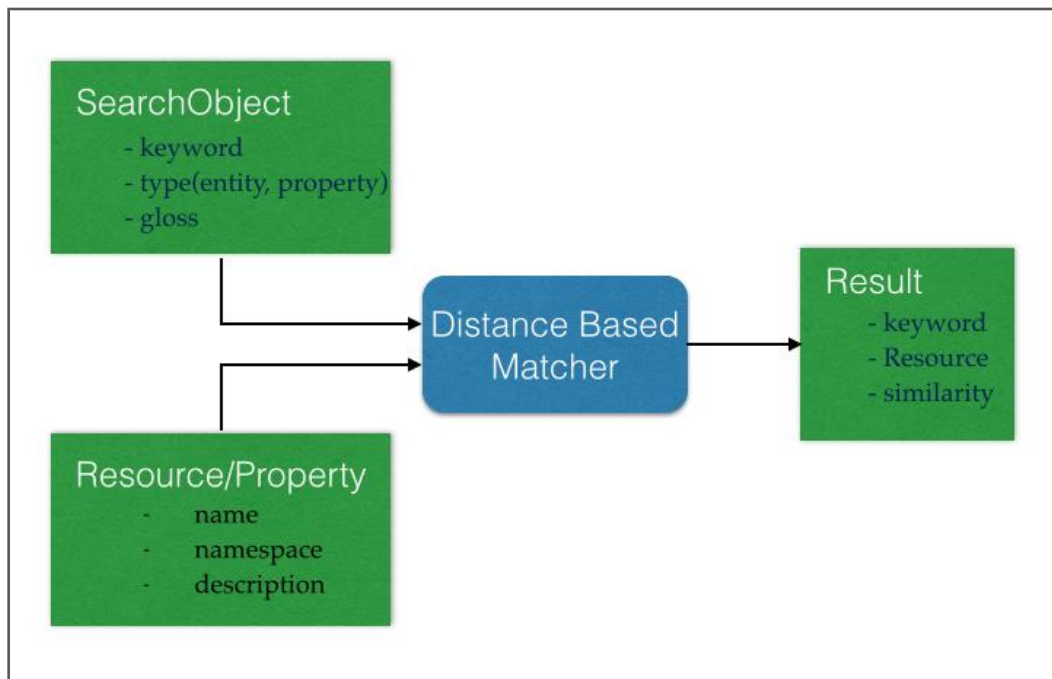 SearchObject
- keyword
- type(entity, property)
- gloss
Distance Based
Matcher
Result
- keyword
- Resource
- similarity
Resource/Property
- name
- namespace
- description